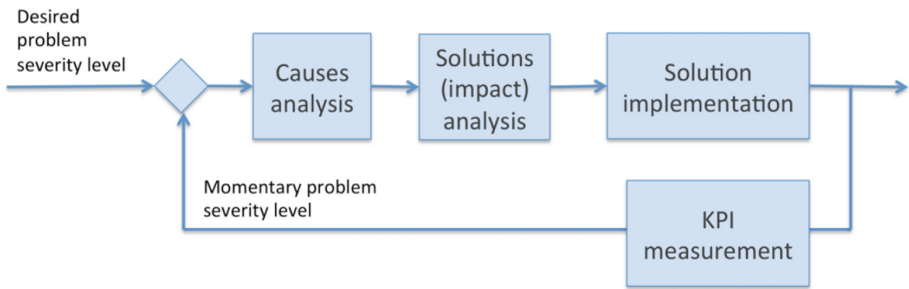 Desired
problem
severity level
Causes
analysis
Solutions
(impact)
analysis
Solution
implementation
Momentary problem
severity level
KPI
measurement